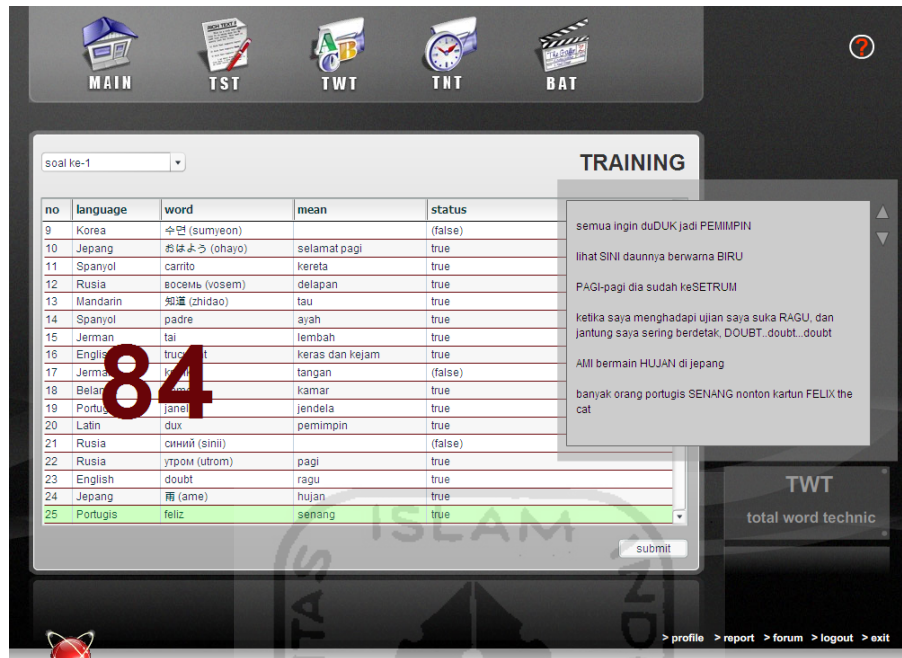 MAIN TST TWT TNT BAT
soal ke-1
TRAINING
no language word mean status
9 Korea 수면 (sumyeon) (false)
10 Jepang おはよう (ohayo) selamat pagi true
11 Spanyol carrito kereta true
12 Rusia восемь (vosem) delapan true
13 Mandarin 知道 (zhidao) tau true
14 Spanyol padre ayah true
15 Jerman tai lembah true
16 English keras dan kejam true
17 tangan (false)
18 kamar true
19 jendela true
20 Latin dux pemimpin true
21 Rusia синий (sinii) (false)
22 Rusia утром (utrom) pagi true
23 English doubt ragu true
24 Jepang 雨 (ame) hujan true
25 Portugis feliz senang true
84
submit
semua ingin duDUK jadi PEMIMPIN
lihat SINI daunnya berwarna BIRU
PAGI-pagi dia sudah keSETRUM
ketika saya menghadapi ujian saya suka RAGU, dan
jantung saya sering berdetak, DOUBT..doubt...doubt
AMI bermain HUJAN di jepang
banyak orang portugis SENANG nonton kartun FELIX the
cat
TWT
total word technic
ISLAM
> profile > report > forum > logout > exit